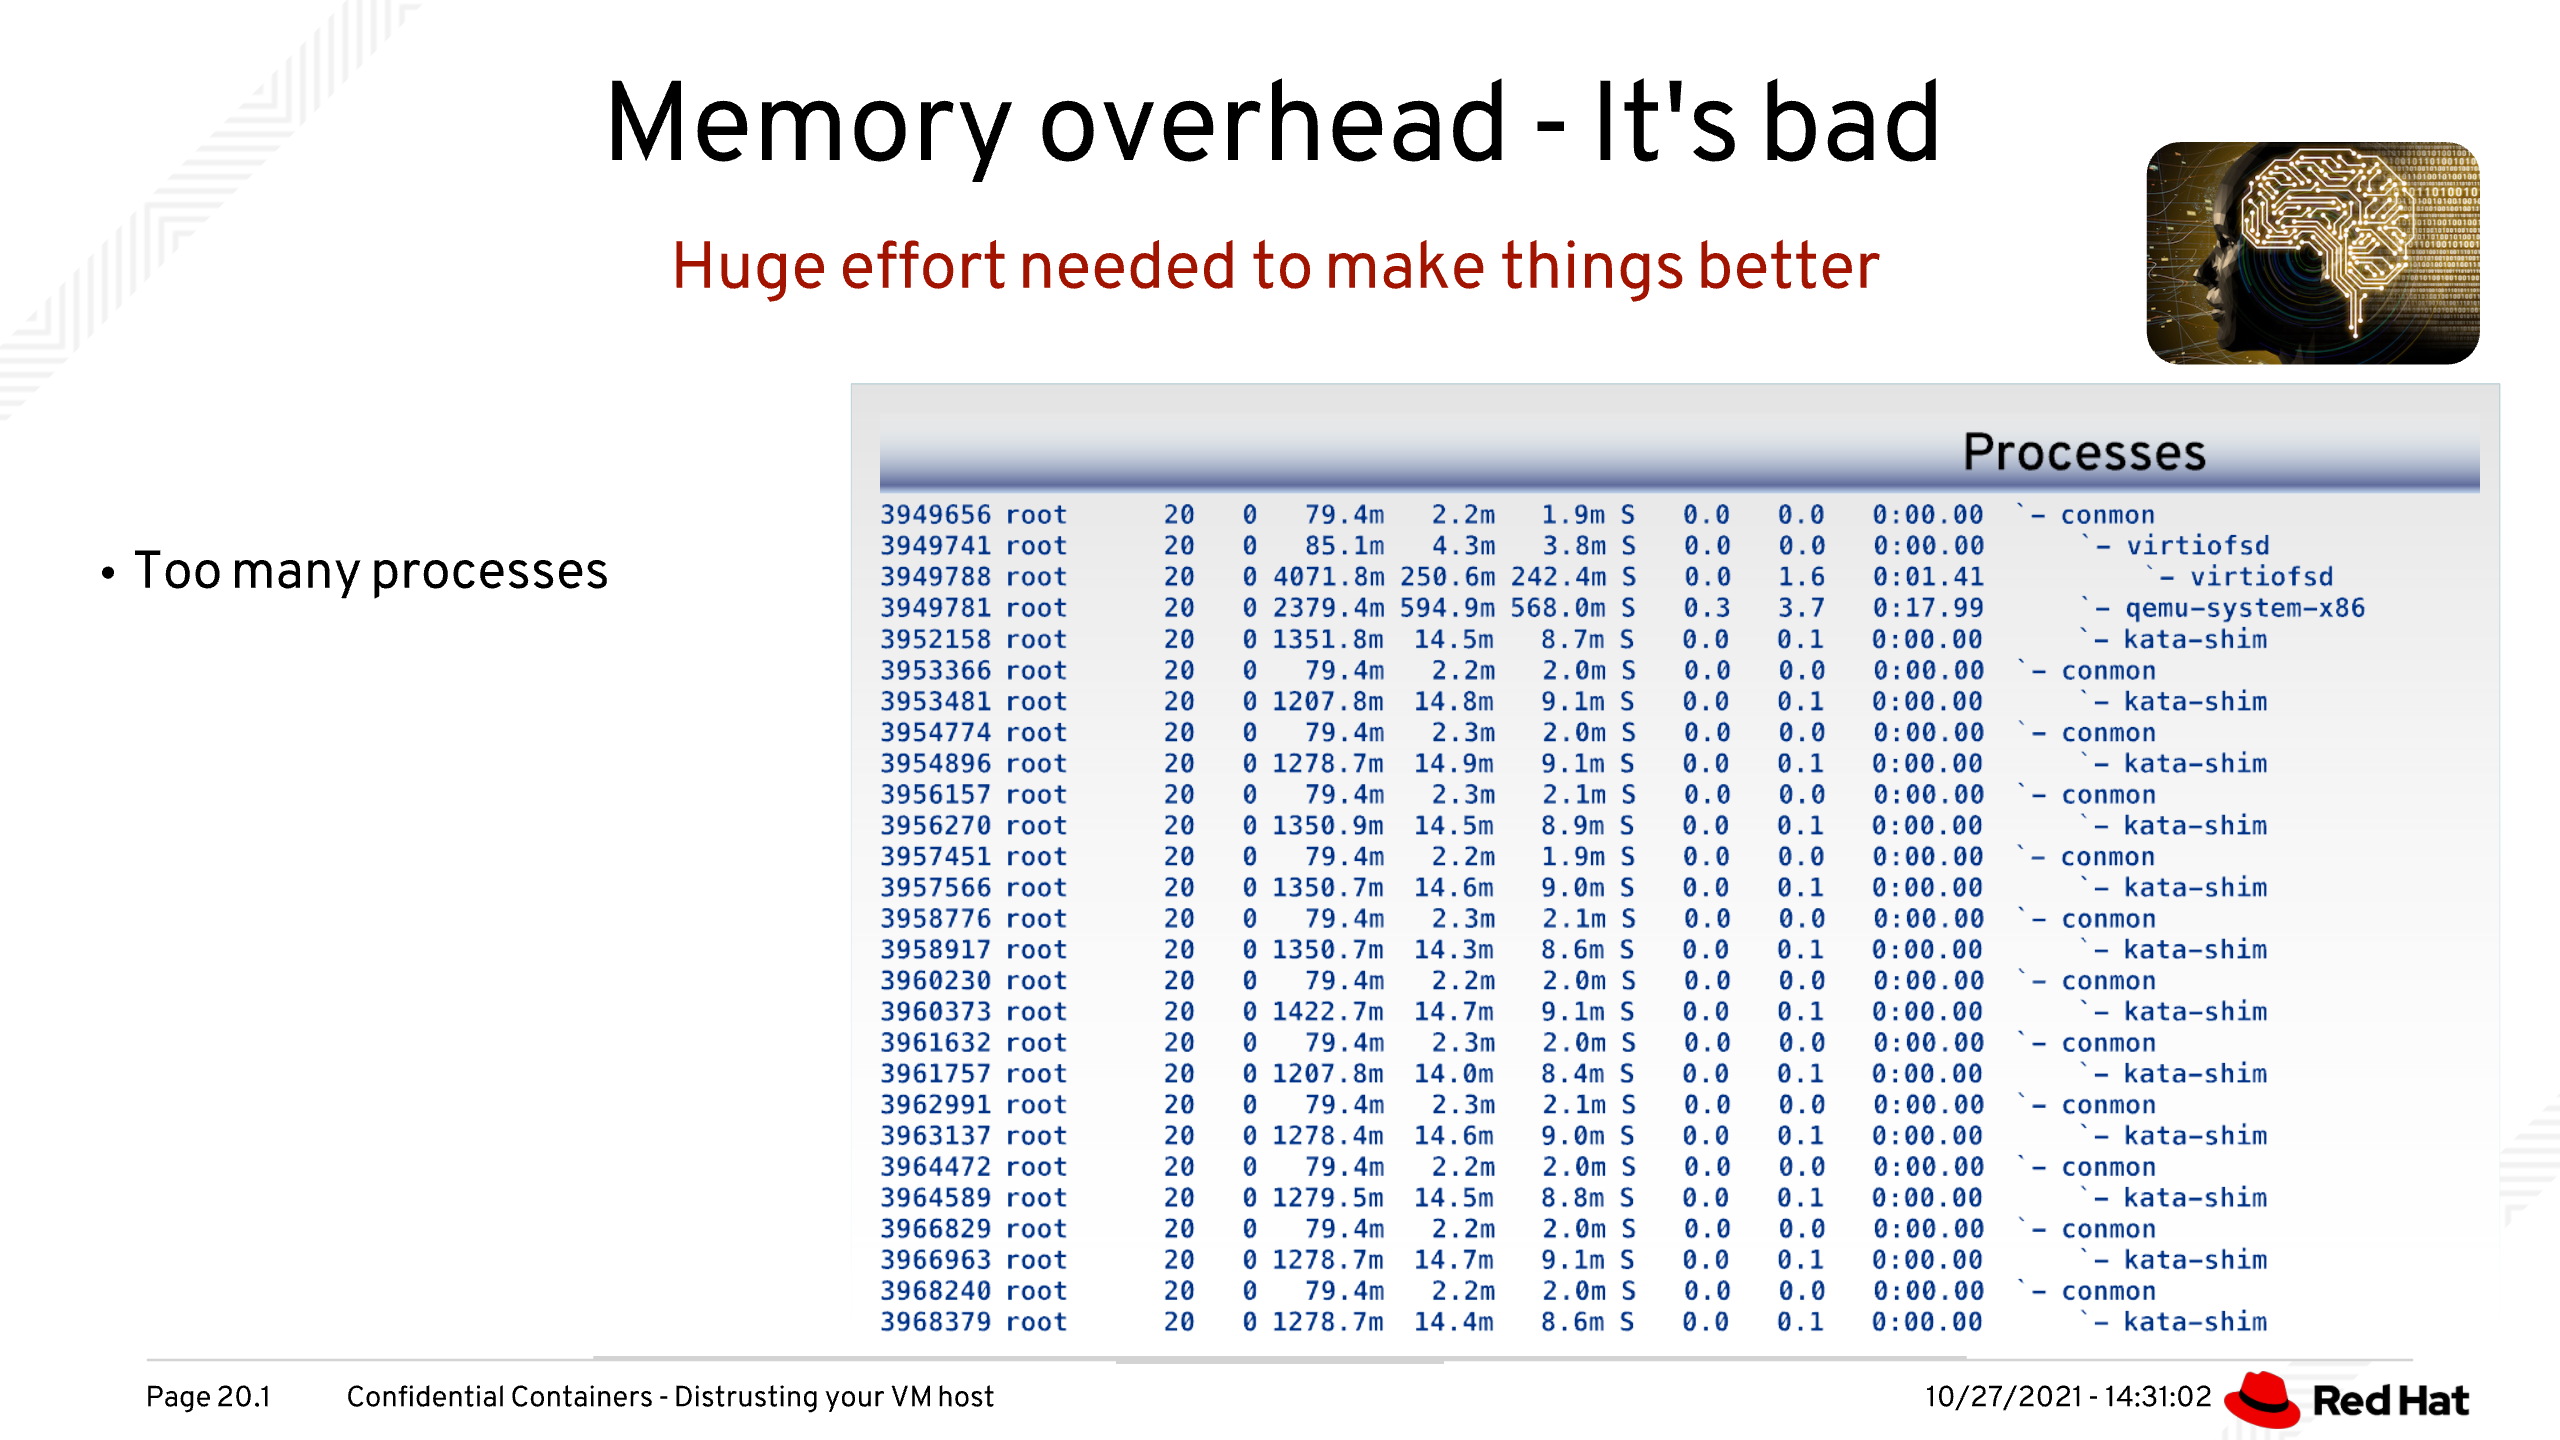 Memory overhead - It's bad
Huge effort needed to make things better
• Too many processes
Processes
3949656 root 20 0 79.4m 2.2m 1.9m S 0.0 0.0 0:00.00 `- conmon
3949741 root 20 0 85.1m 4.3m 3.8m S 0.0 0.0 0:00.00 `- virtiofsd
3949788 root 20 0 4071.8m 250.6m 242.4m S 0.0 1.6 0:01.41 `- virtiofsd
3949781 root 20 0 2379.4m 594.9m 568.0m S 0.3 3.7 0:17.99 `- qemu-system-x86
3952158 root 20 0 1351.8m 14.5m 8.7m S 0.0 0.1 0:00.00 `- kata-shim
3953366 root 20 0 79.4m 2.2m 2.0m S 0.0 0.0 0:00.00 `- conmon
3953481 root 20 0 1207.8m 14.8m 9.1m S 0.0 0.1 0:00.00 `- kata-shim
3954774 root 20 0 79.4m 2.3m 2.0m S 0.0 0.0 0:00.00 `- conmon
3954896 root 20 0 1278.7m 14.9m 9.1m S 0.0 0.1 0:00.00 `- kata-shim
3956157 root 20 0 79.4m 2.3m 2.1m S 0.0 0.0 0:00.00 `- conmon
3956270 root 20 0 1350.9m 14.5m 8.9m S 0.0 0.1 0:00.00 `- kata-shim
3957451 root 20 0 79.4m 2.2m 1.9m S 0.0 0.0 0:00.00 `- conmon
3957566 root 20 0 1350.7m 14.6m 9.0m S 0.0 0.1 0:00.00 `- kata-shim
3958776 root 20 0 79.4m 2.3m 2.1m S 0.0 0.0 0:00.00 `- conmon
3958917 root 20 0 1350.7m 14.3m 8.6m S 0.0 0.1 0:00.00 `- kata-shim
3960230 root 20 0 79.4m 2.2m 2.0m S 0.0 0.0 0:00.00 `- conmon
3960373 root 20 0 1422.7m 14.7m 9.1m S 0.0 0.1 0:00.00 `- kata-shim
3961632 root 20 0 79.4m 2.3m 2.0m S 0.0 0.0 0:00.00 `- conmon
3961757 root 20 0 1207.8m 14.0m 8.4m S 0.0 0.1 0:00.00 `- kata-shim
3962991 root 20 0 79.4m 2.3m 2.1m S 0.0 0.0 0:00.00 `- conmon
3963137 root 20 0 1278.4m 14.6m 9.0m S 0.0 0.1 0:00.00 `- kata-shim
3964472 root 20 0 79.4m 2.2m 2.0m S 0.0 0.0 0:00.00 `- conmon
3964589 root 20 0 1279.5m 14.5m 8.8m S 0.0 0.1 0:00.00 `- kata-shim
3966829 root 20 0 79.4m 2.2m 2.0m S 0.0 0.0 0:00.00 `- conmon
3966963 root 20 0 1278.7m 14.7m 9.1m S 0.0 0.1 0:00.00 `- kata-shim
3968240 root 20 0 79.4m 2.2m 2.0m S 0.0 0.0 0:00.00 `- conmon
3968379 root 20 0 1278.7m 14.4m 8.6m S 0.0 0.1 0:00.00 `- kata-shim
Page 20.1 Confidential Containers - Distrusting your VM host 10/27/2021 - 14:31:02 Red Hat